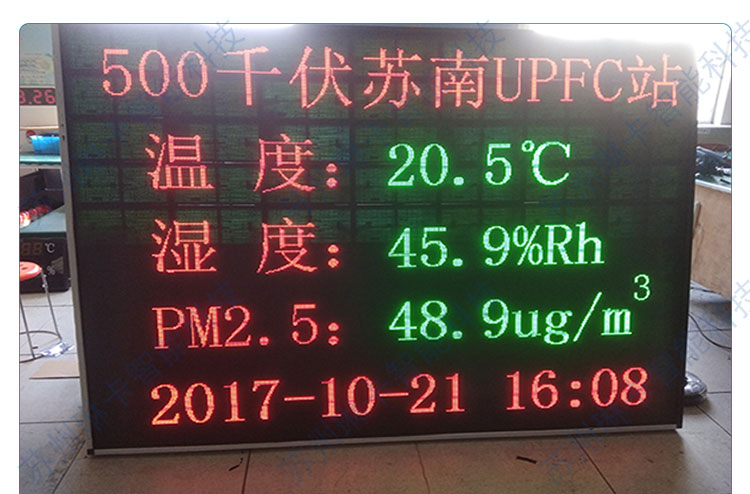 500千伏苏南UPFC站
温 度: 20.5℃
湿 度: 45.9%Rh
PM2.5: 48.9ug/m³
2017-10-21 16:08